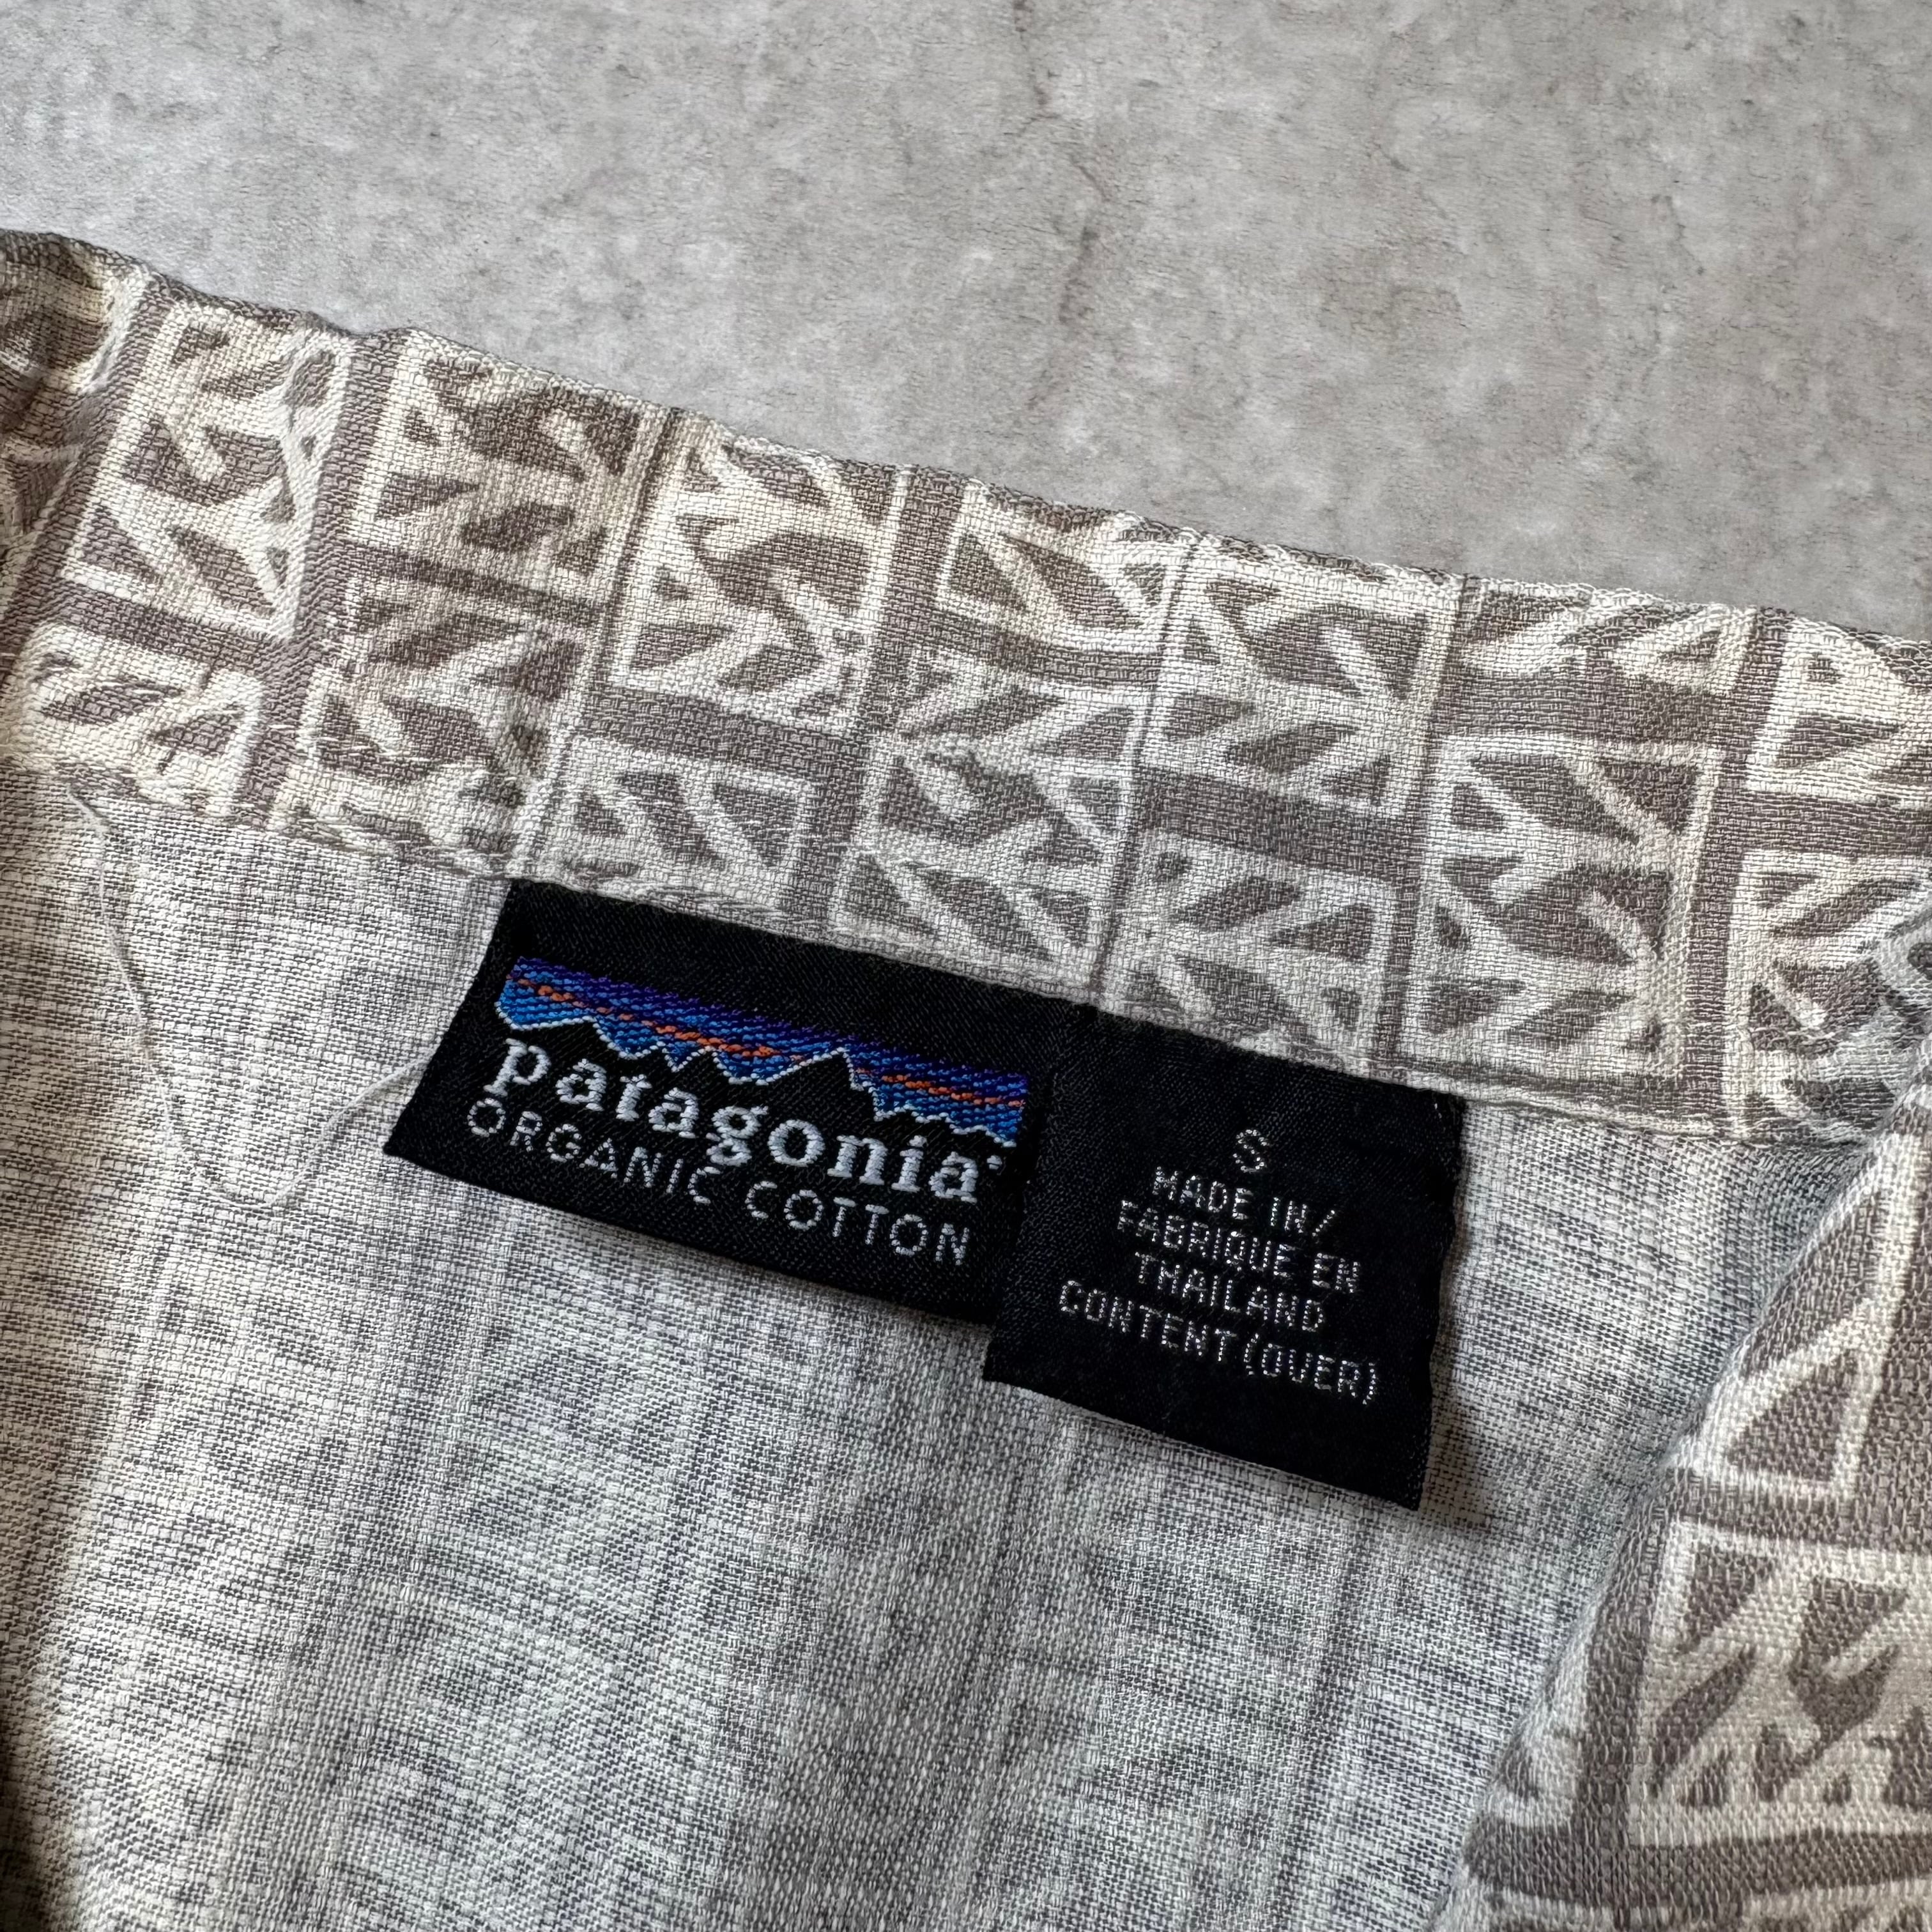 patagonia®
ORGANIC COTTON
S
MADE IN/
FABRIQUE EN
THAILAND
CONTENT(OVER)